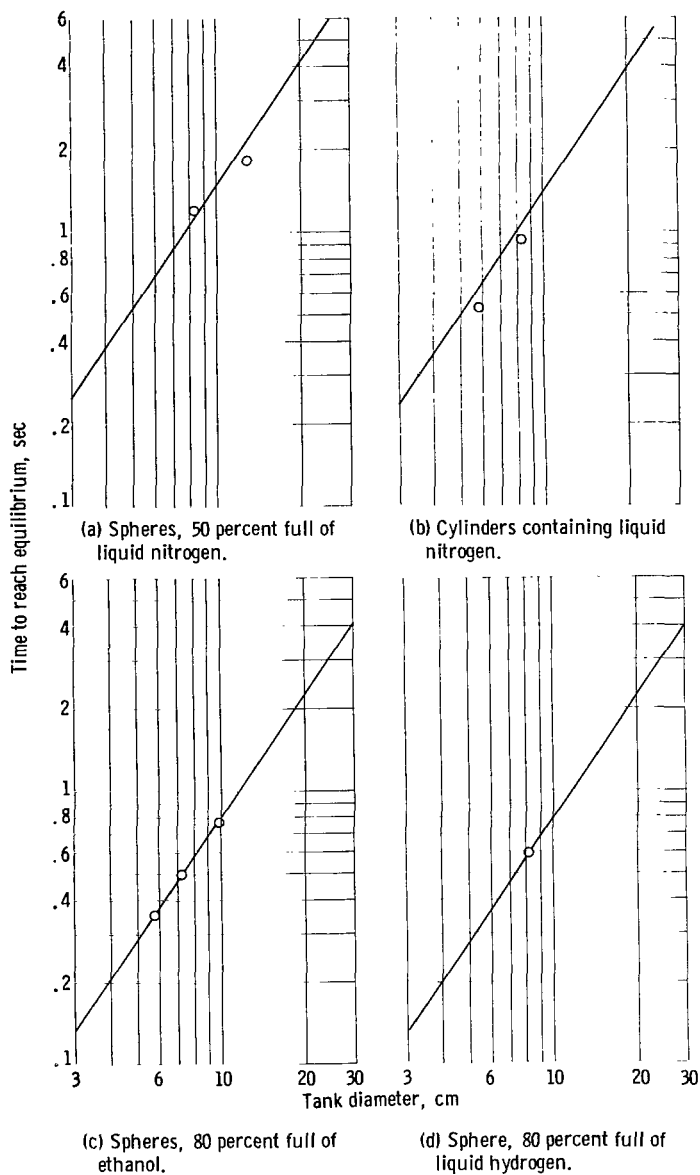 6
4
2
1
.8
.6
.4
.2
.1
Time to reach equilibrium, sec
(a) Spheres, 50 percent full of
liquid nitrogen.
(b) Cylinders containing liquid
nitrogen.
6
4
2
1
.8
.6
.4
.2
.1
3 6 10 20 30
3 6 10 20 30
Tank diameter, cm
(c) Spheres, 80 percent full of
ethanol.
(d) Sphere, 80 percent full of
liquid hydrogen.